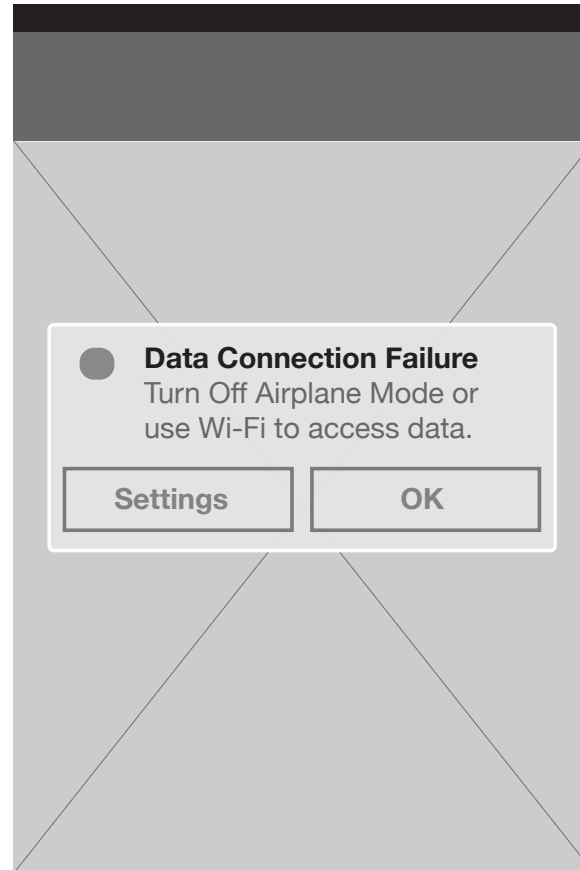 Data Connection Failure
Turn Off Airplane Mode or
use Wi-Fi to access data.
Settings
OK